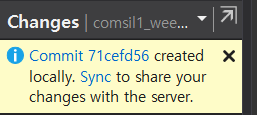 Changes | comsil1_wee...
Commit 71cefd56 created
locally. Sync to share your
changes with the server.